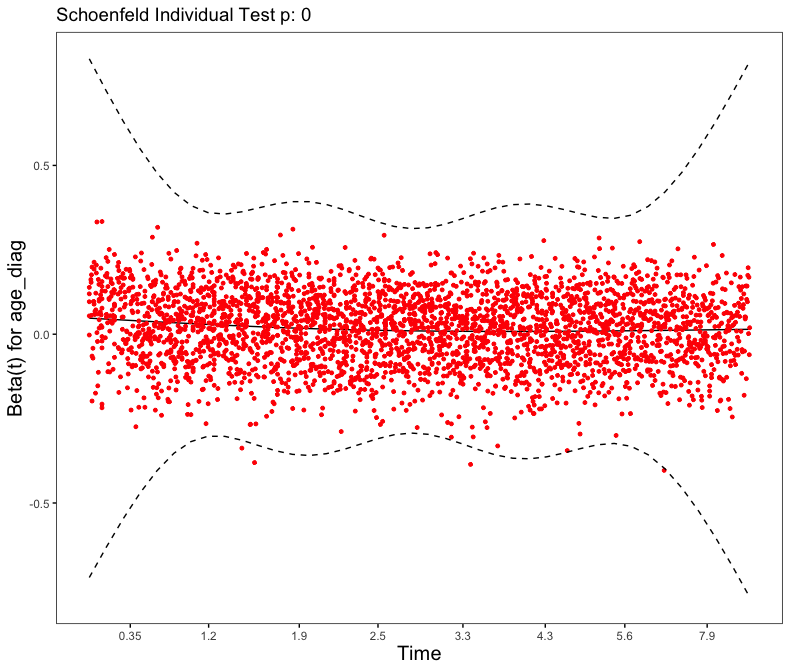 Schoenfeld Individual Test p: 0
Beta(t) for age_diag
0.5
0.0
-0.5
0.35 1.2 1.9 2.5 3.3 4.3 5.6 7.9
Time